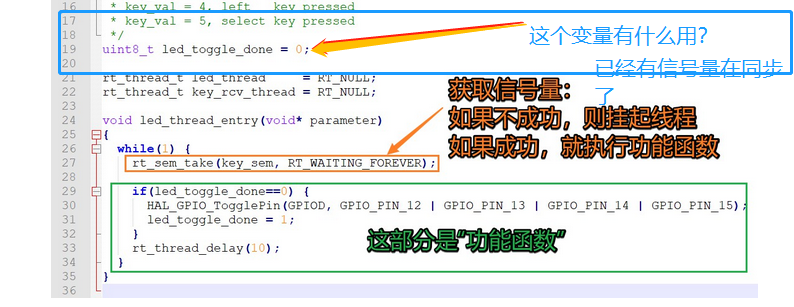 16 * key_val = 4, left   key pressed
17 * key_val = 5, select key pressed
18 */
19 uint8_t led_toggle_done = 0;
这个变量有什么用?
20
已经有信号量在同步了
21 rt_thread_t led_thread     = RT_NULL;
22 rt_thread_t key_rcv_thread = RT_NULL;
23
获取信号量:
如果不成功，则挂起线程
如果成功，就执行功能函数
24 void led_thread_entry(void* parameter)
25 {
26 while(1) {
27 rt_sem_take(key_sem, RT_WAITING_FOREVER);
28
29 if(led_toggle_done==0) {
30 HAL_GPIO_TogglePin(GPIOD, GPIO_PIN_12 | GPIO_PIN_13 | GPIO_PIN_14 | GPIO_PIN_15);
31 led_toggle_done = 1;
32 }
33 rt_thread_delay(10);
这部分是“功能函数”
34 }
35 }
36